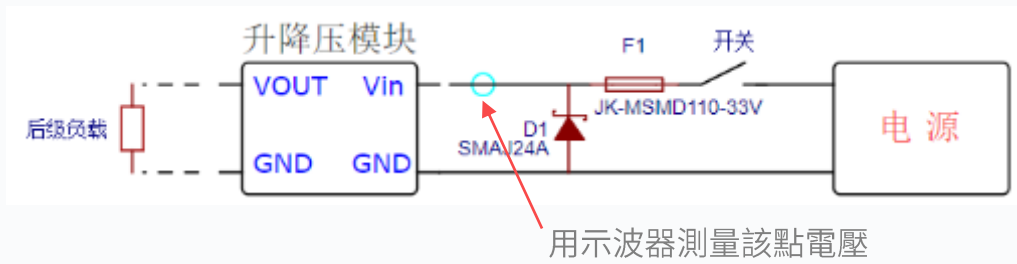 升降压模块
F1
开关
VOUT
Vin
JK-MSMD110-33V
后级负载
D1
SMAJ24A
电 源
GND
GND
用示波器測量該點電壓